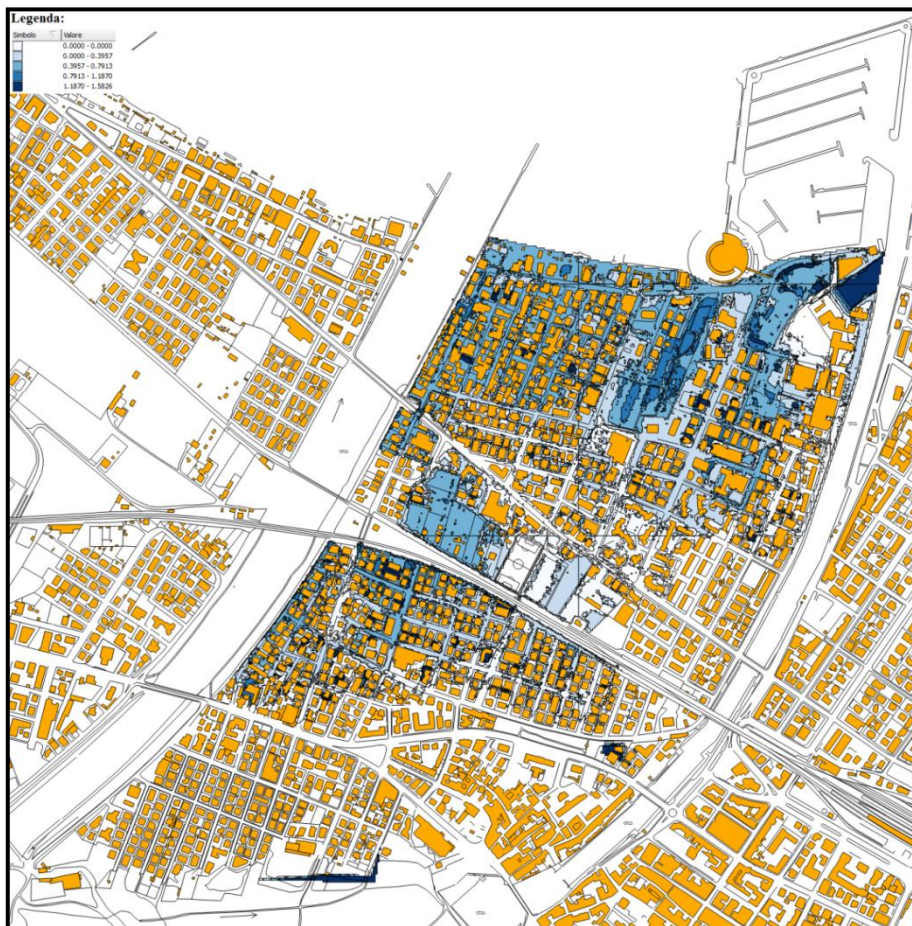 Legenda:
Simbolo Valore
0.0000 - 0.0000
0.0000 - 0.3957
0.3957 - 0.7913
0.7913 - 1.1870
1.1870 - 1.5826